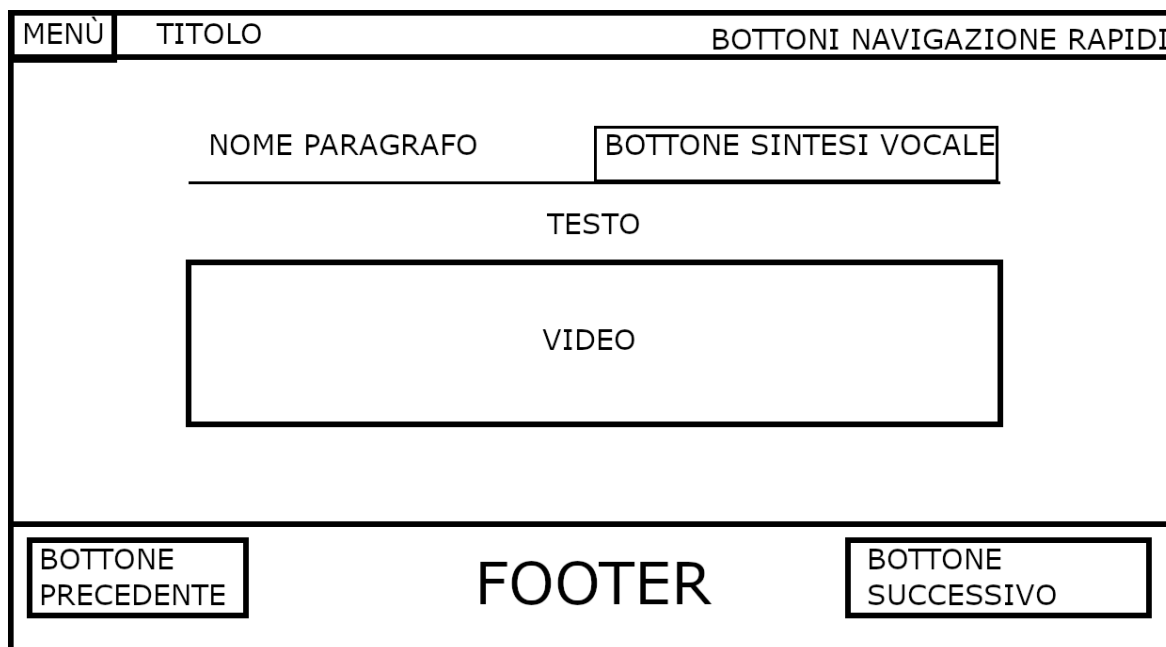 MENÙ TITOLO BOTTONI NAVIGAZIONE RAPIDI
NOME PARAGRAFO BOTTONE SINTESI VOCALE
TESTO
VIDEO
BOTTONE
PRECEDENTE
FOOTER
BOTTONE
SUCCESSIVO